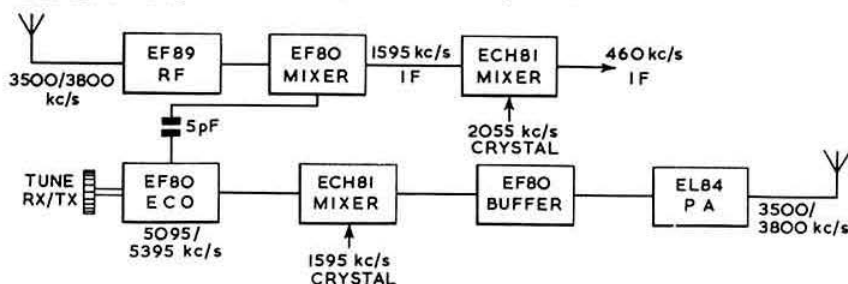 EF89
RF
EF80
MIXER
1595 kc/s
IF
ECH81
MIXER
460 kc/s
IF
3500/3800
kc/s
5pF
2055 kc/s
CRYSTAL
TUNE
RX/TX
EF80
ECO
ECH81
MIXER
EF80
BUFFER
EL84
PA
3500/
3800 kc/s
5095/
5395 kc/s
1595 kc/s
CRYSTAL